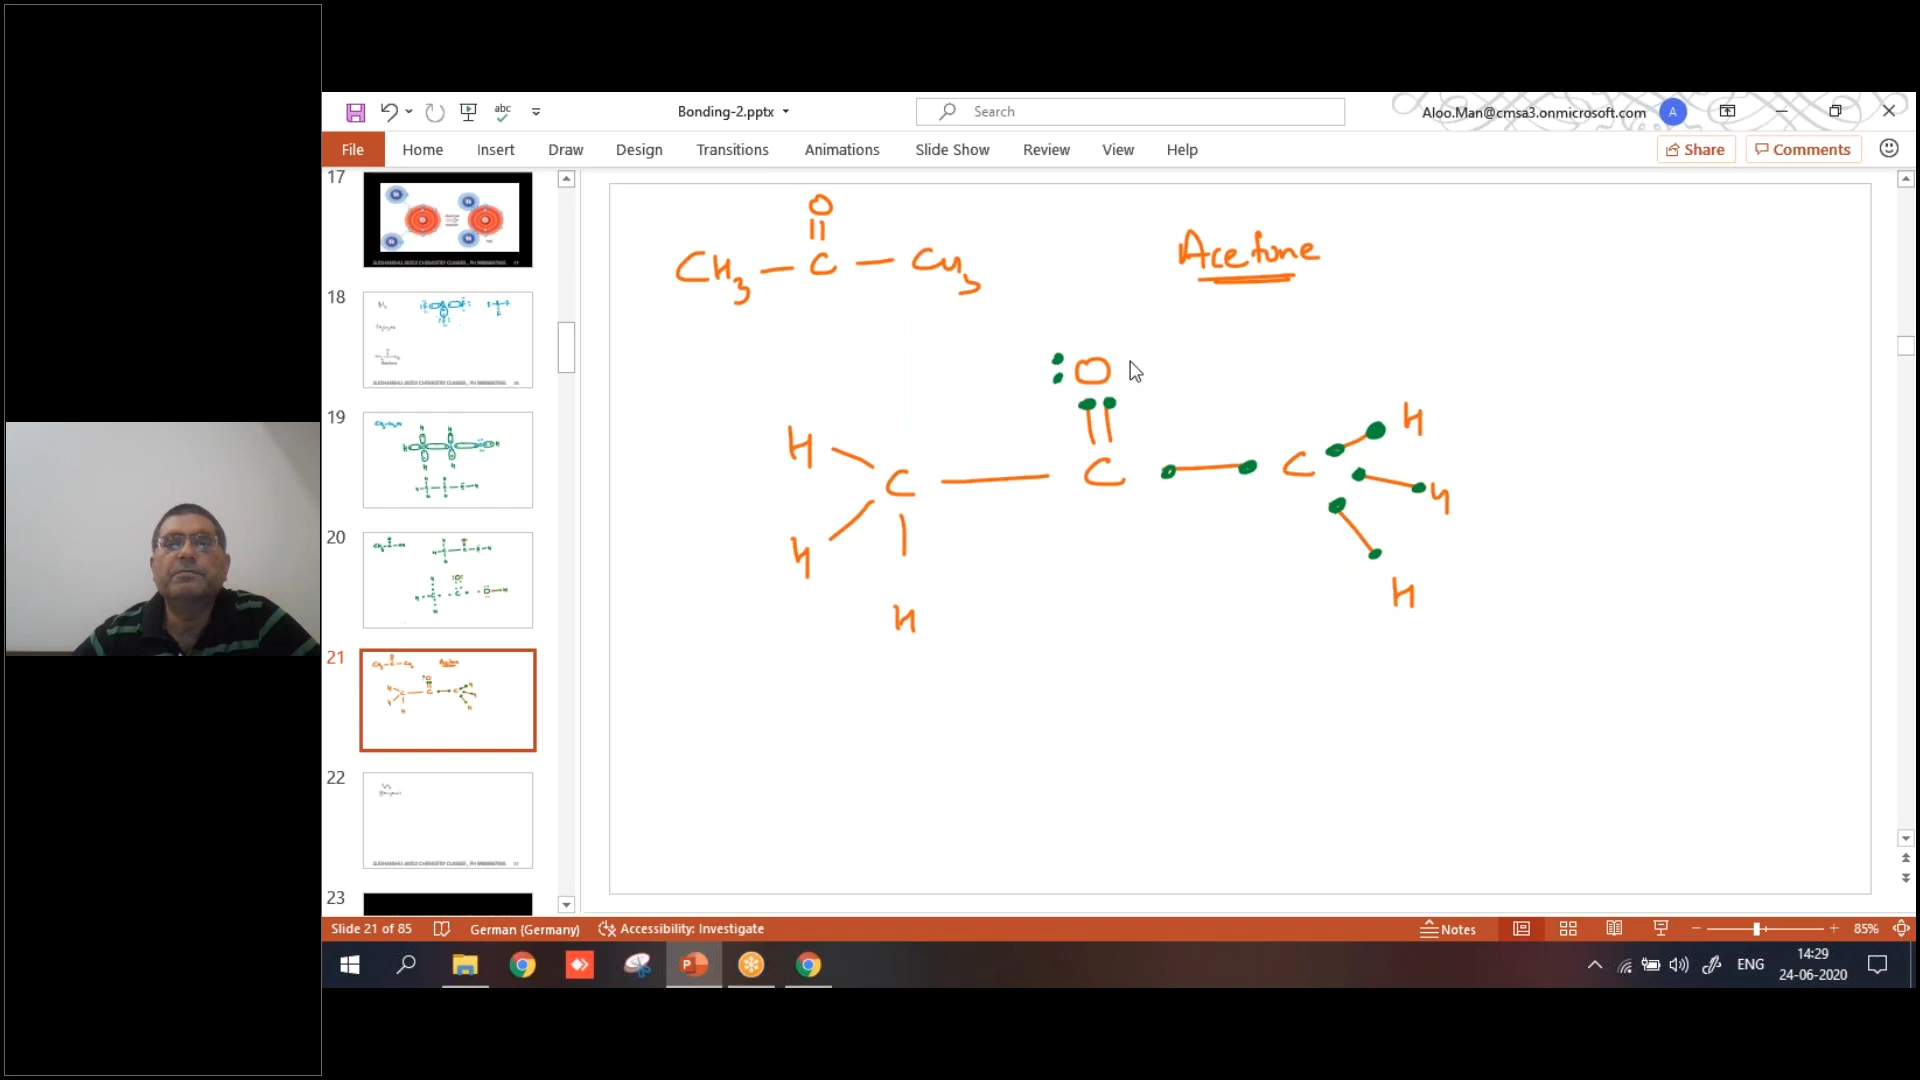 abc
Bonding-2.pptx
Search
Aloo.Man@cmsa3.onmicrosoft.com
A
File
Home
Insert
Draw
Design
Transitions
Animations
Slide Show
Review
View
Help
Share
Comments
17
18
19
20
21
22
23
O
CH3 — C — CH3
Acetone
: O
H
H
C
C
C
H
H
H
H
Slide 21 of 85
German (Germany)
Accessibility: Investigate
Notes
85%
ENG
14:29
24-06-2020